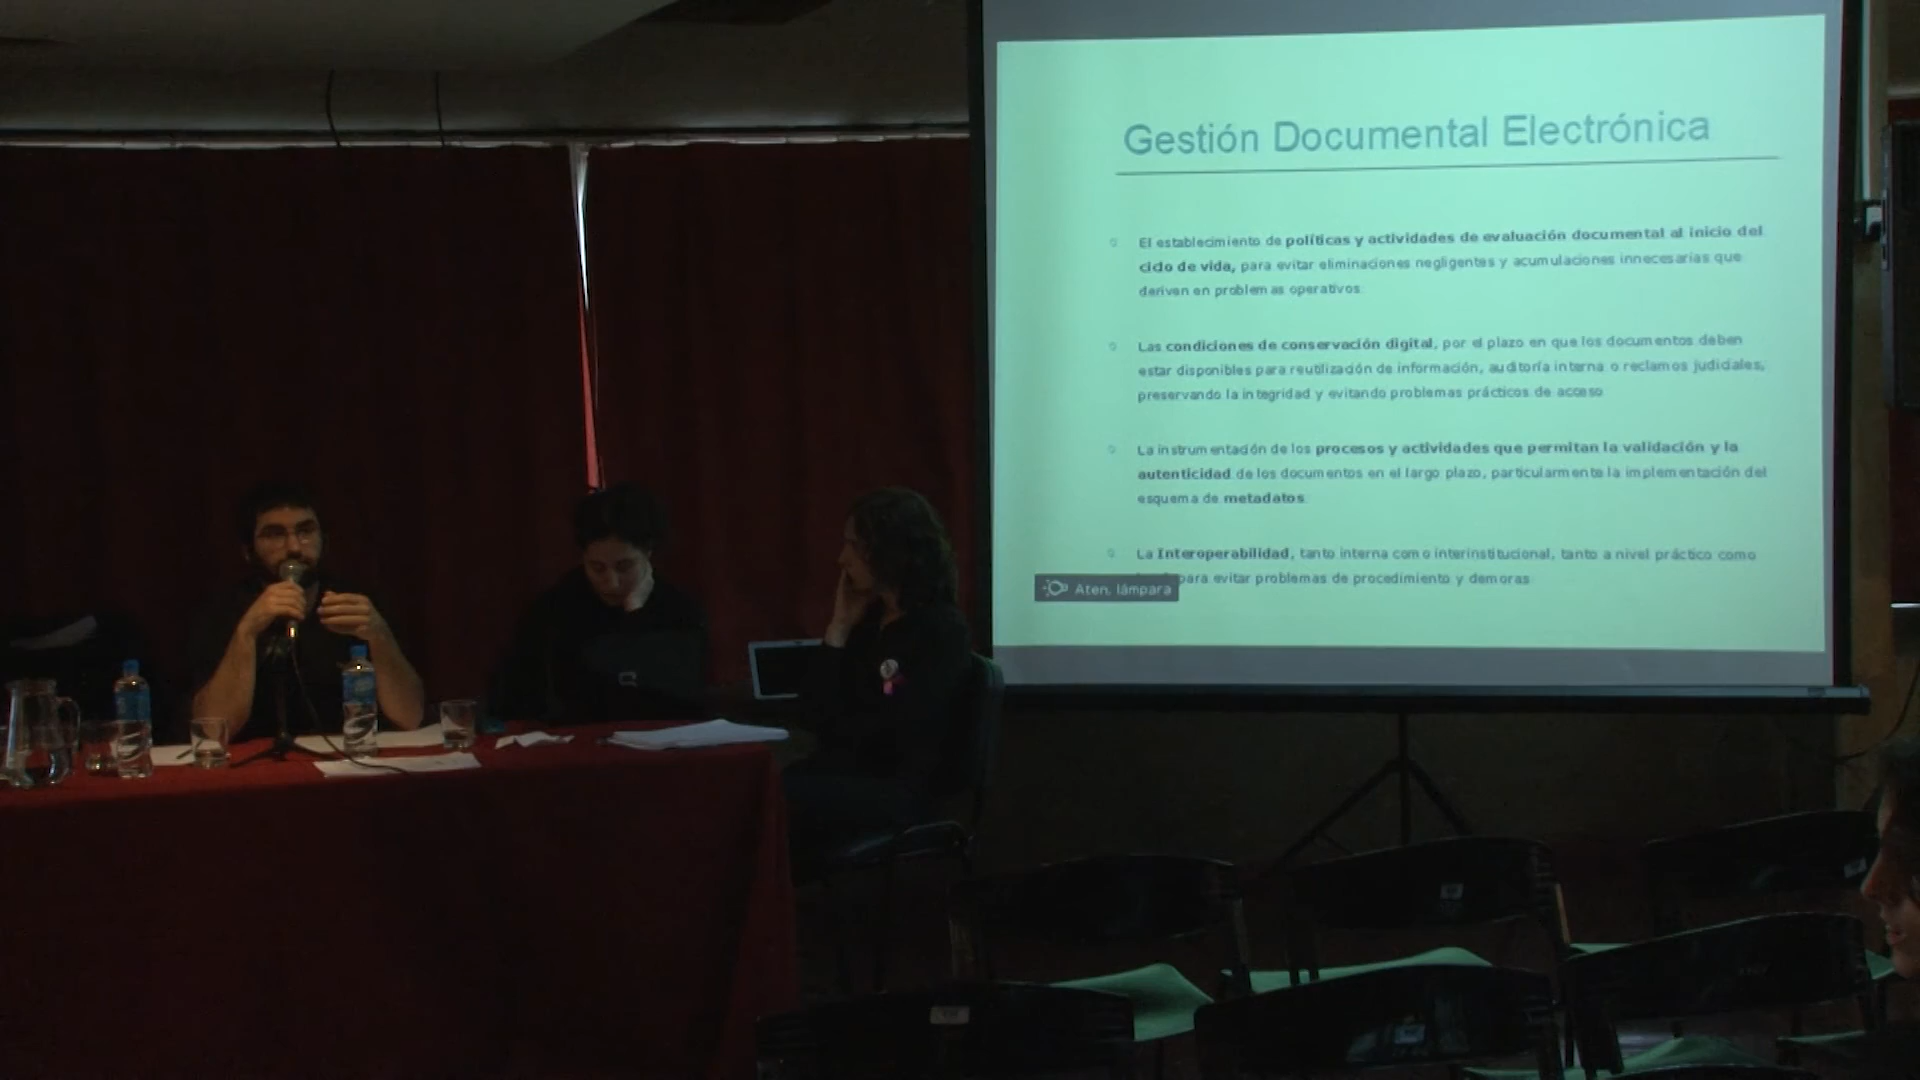 Gestión Documental Electrónica
El establecimiento de políticas y actividades de evaluación documental al inicio del
ciclo de vida, para evitar eliminaciones negligentes y acumulaciones innecesarias que
deriven en problemas operativos.
Las condiciones de conservación digital, por el plazo en que los documentos deben
estar disponibles para reutilización de información, auditoría interna o reclamos judiciales,
preservando la integridad y evitando problemas prácticos de acceso
La instrumentación de los procesos y actividades que permitan la validación y la
autenticidad de los documentos en el largo plazo, particularmente la implementación del
esquema de metadatos.
La Interoperabilidad, tanto interna como interinstitucional, tanto a nivel práctico como
para evitar problemas de procedimiento y demoras
Aten. lámpara